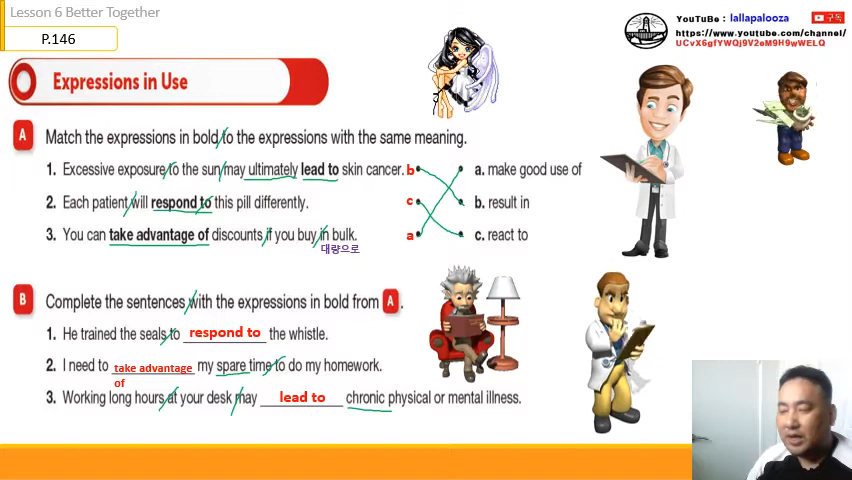 Lesson 6 Better Together
P.146
YouTuBe : lallapalooza
구독
https://www.youtube.com/channel/
UCvX6gfYWQj9V2eM9H9wWELQ
Expressions in Use
A Match the expressions in bold to the expressions with the same meaning.
1. Excessive exposure to the sun may ultimately lead to skin cancer. b
a. make good use of
2. Each patient will respond to this pill differently. c
b. result in
3. You can take advantage of discounts if you buy in bulk. a
c. react to
대량으로
B Complete the sentences with the expressions in bold from A.
1. He trained the seals to respond to the whistle.
2. I need to take advantage of my spare time to do my homework.
3. Working long hours at your desk may lead to chronic physical or mental illness.